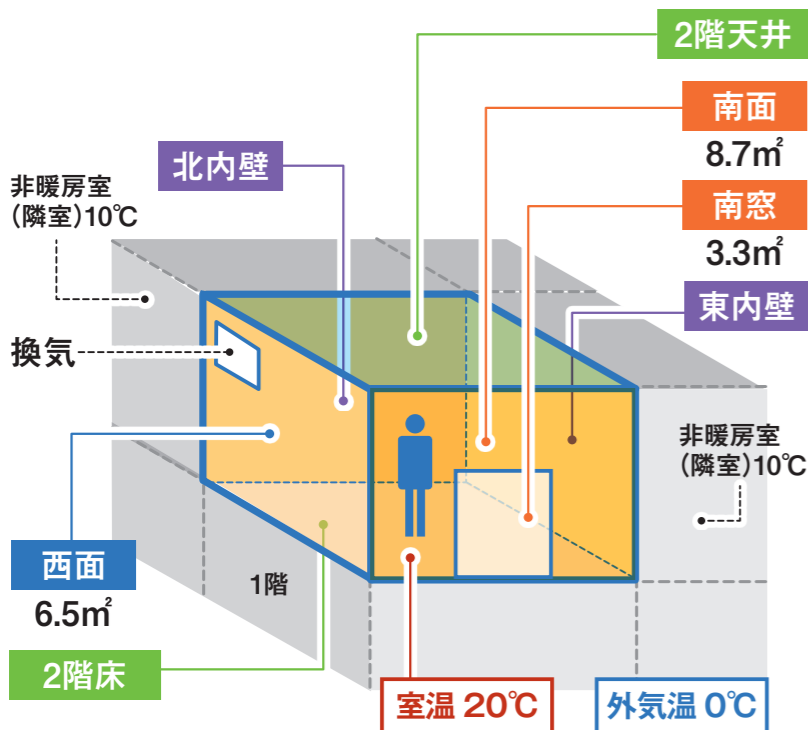 2階天井
南面
8.7㎡
北内壁
非暖房室
(隣室)10℃
南窓
3.3㎡
東内壁
換気
非暖房室
(隣室)10℃
西面
6.5㎡
1階
2階床
室温 20℃
外気温 0℃